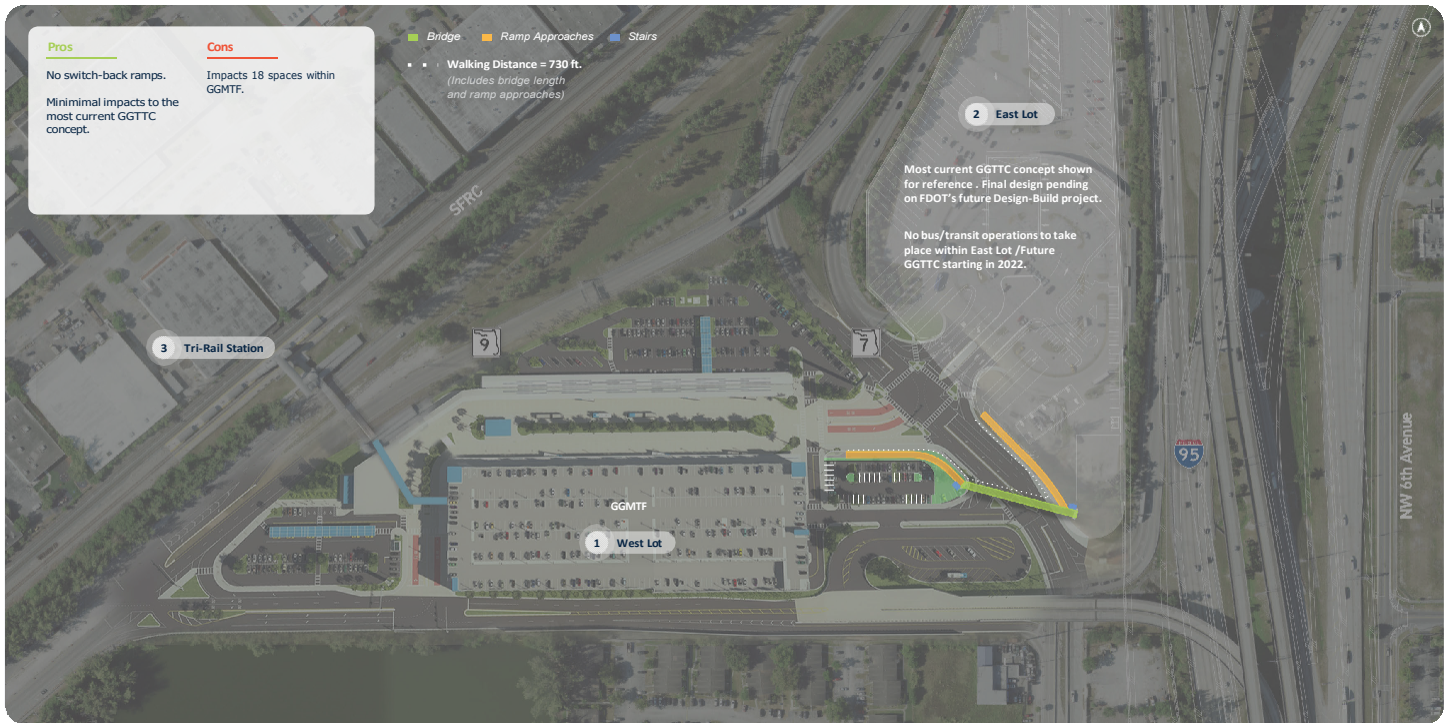 Pros
Cons
No switch-back ramps.
Impacts 18 spaces within
GGMTF.
Minimimal impacts to the
most current GGTTC
concept.
Bridge
Ramp Approaches
Stairs
Walking Distance = 730 ft.
(Includes bridge length
and ramp approaches)
2 East Lot
Most current GGTTC concept shown
for reference . Final design pending
on FDOT's future Design-Build project.
No bus/transit operations to take
place within East Lot /Future
GGTTC starting in 2022.
SFRC
3 Tri-Rail Station
9
7
95
NW 6th Avenue
GGMTF
1 West Lot